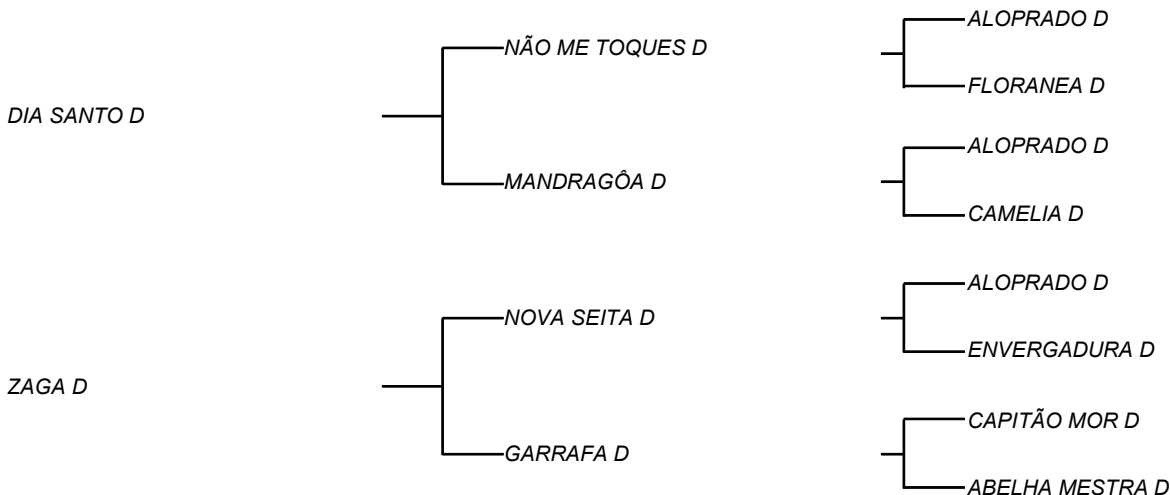 ALOPRADO D
NÃO ME TOQUES D
FLORANEA D
DIA SANTO D
ALOPRADO D
MANDRAGÔA D
CAMELIA D
ALOPRADO D
NOVA SEITA D
ENVERGADURA D
ZAGA D
CAPITÃO MOR D
GARRAFA D
ABELHA MESTRA D